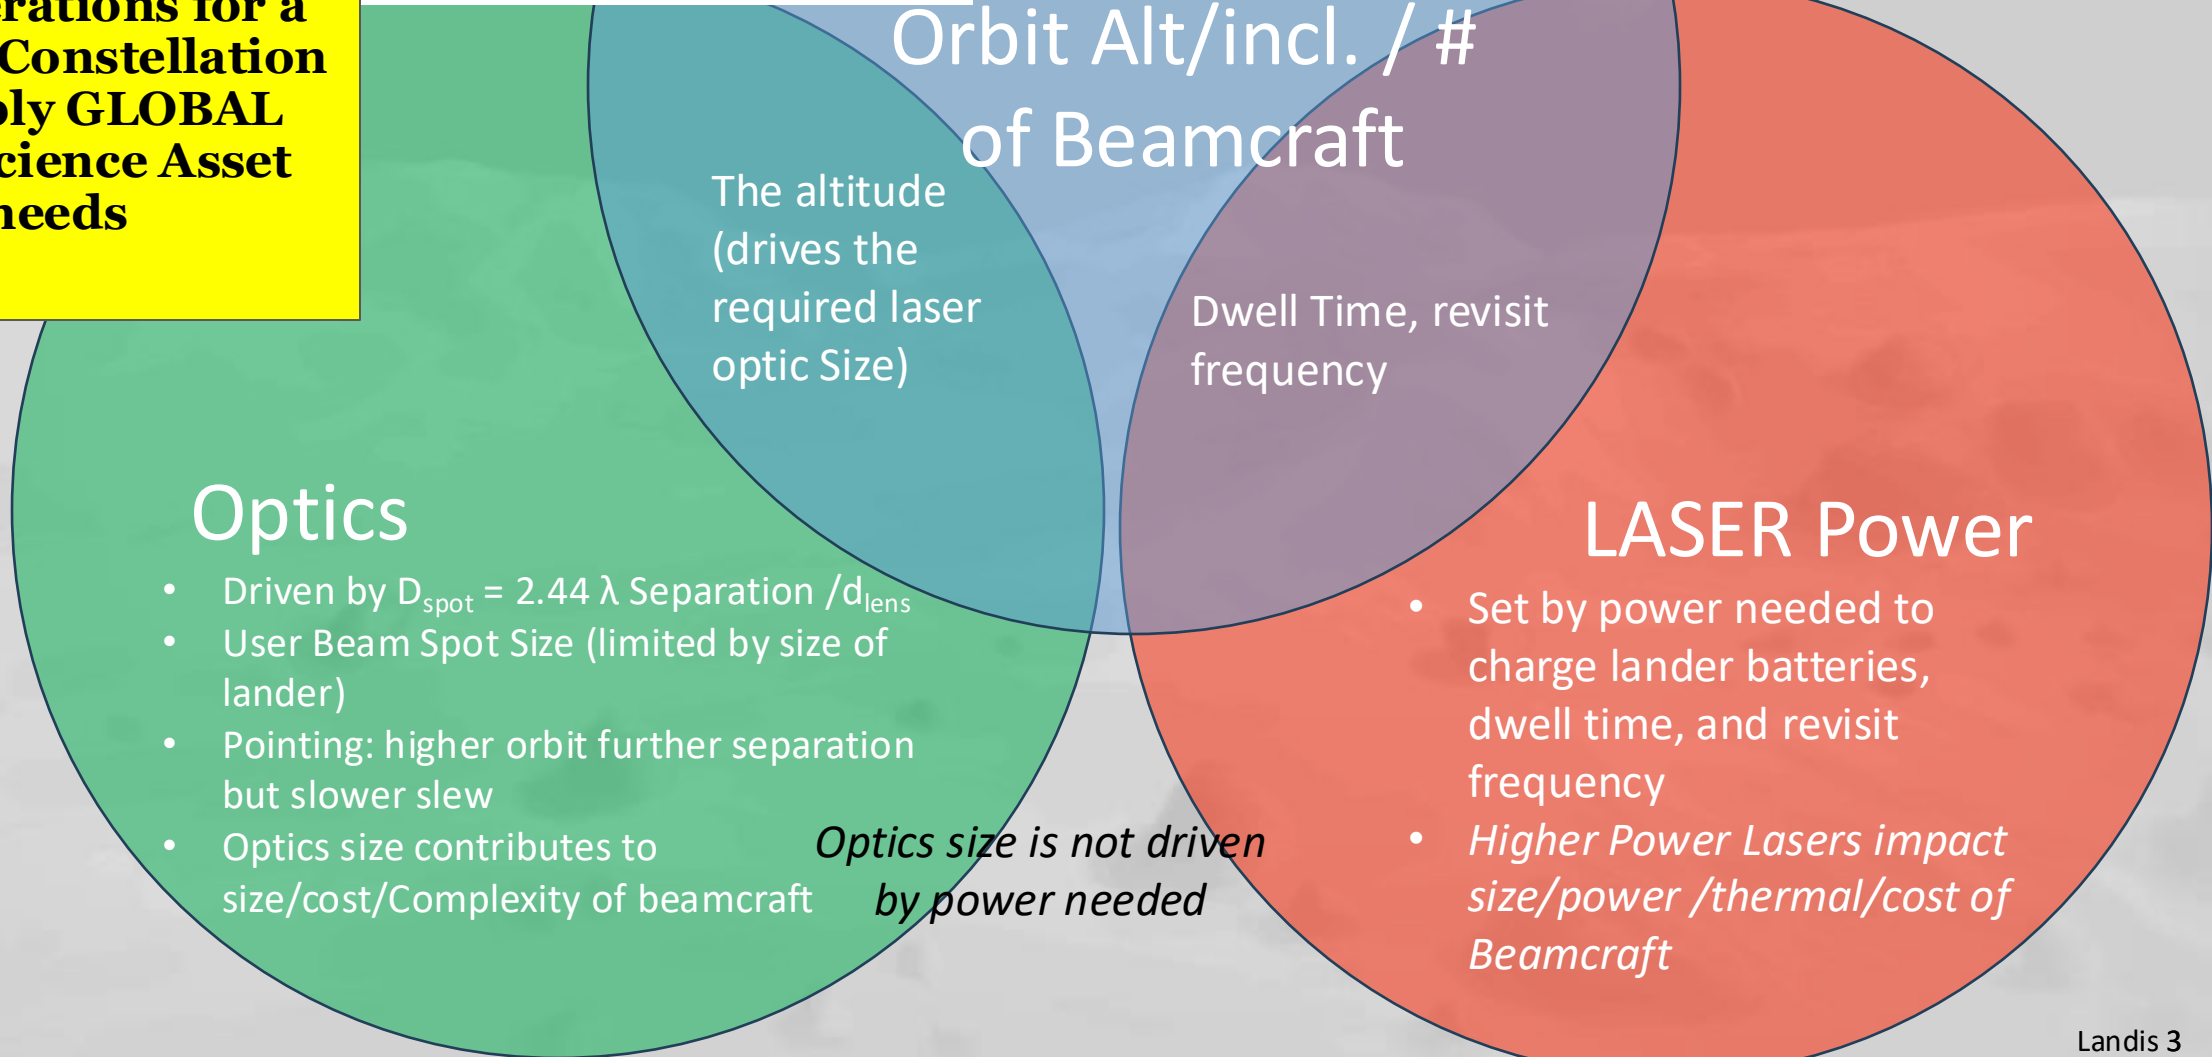 for a
Constellation
GLOBAL
Asset
needs
Orbit Alt/incl. / #
of Beamcraft
The altitude
(drives the
required laser
optic Size)
Dwell Time, revisit
frequency
Optics
• Driven by Dspot = 2.44 λ Separation /dlens
• User Beam Spot Size (limited by size of
lander)
• Pointing: higher orbit further separation
but slower slew
• Optics size contributes to
size/cost/Complexity of beamcraft
Optics size is not driven
by power needed
LASER Power
• Set by power needed to
charge lander batteries,
dwell time, and revisit
frequency
• Higher Power Lasers impact
size/power /thermal/cost of
Beamcraft
Landis 3